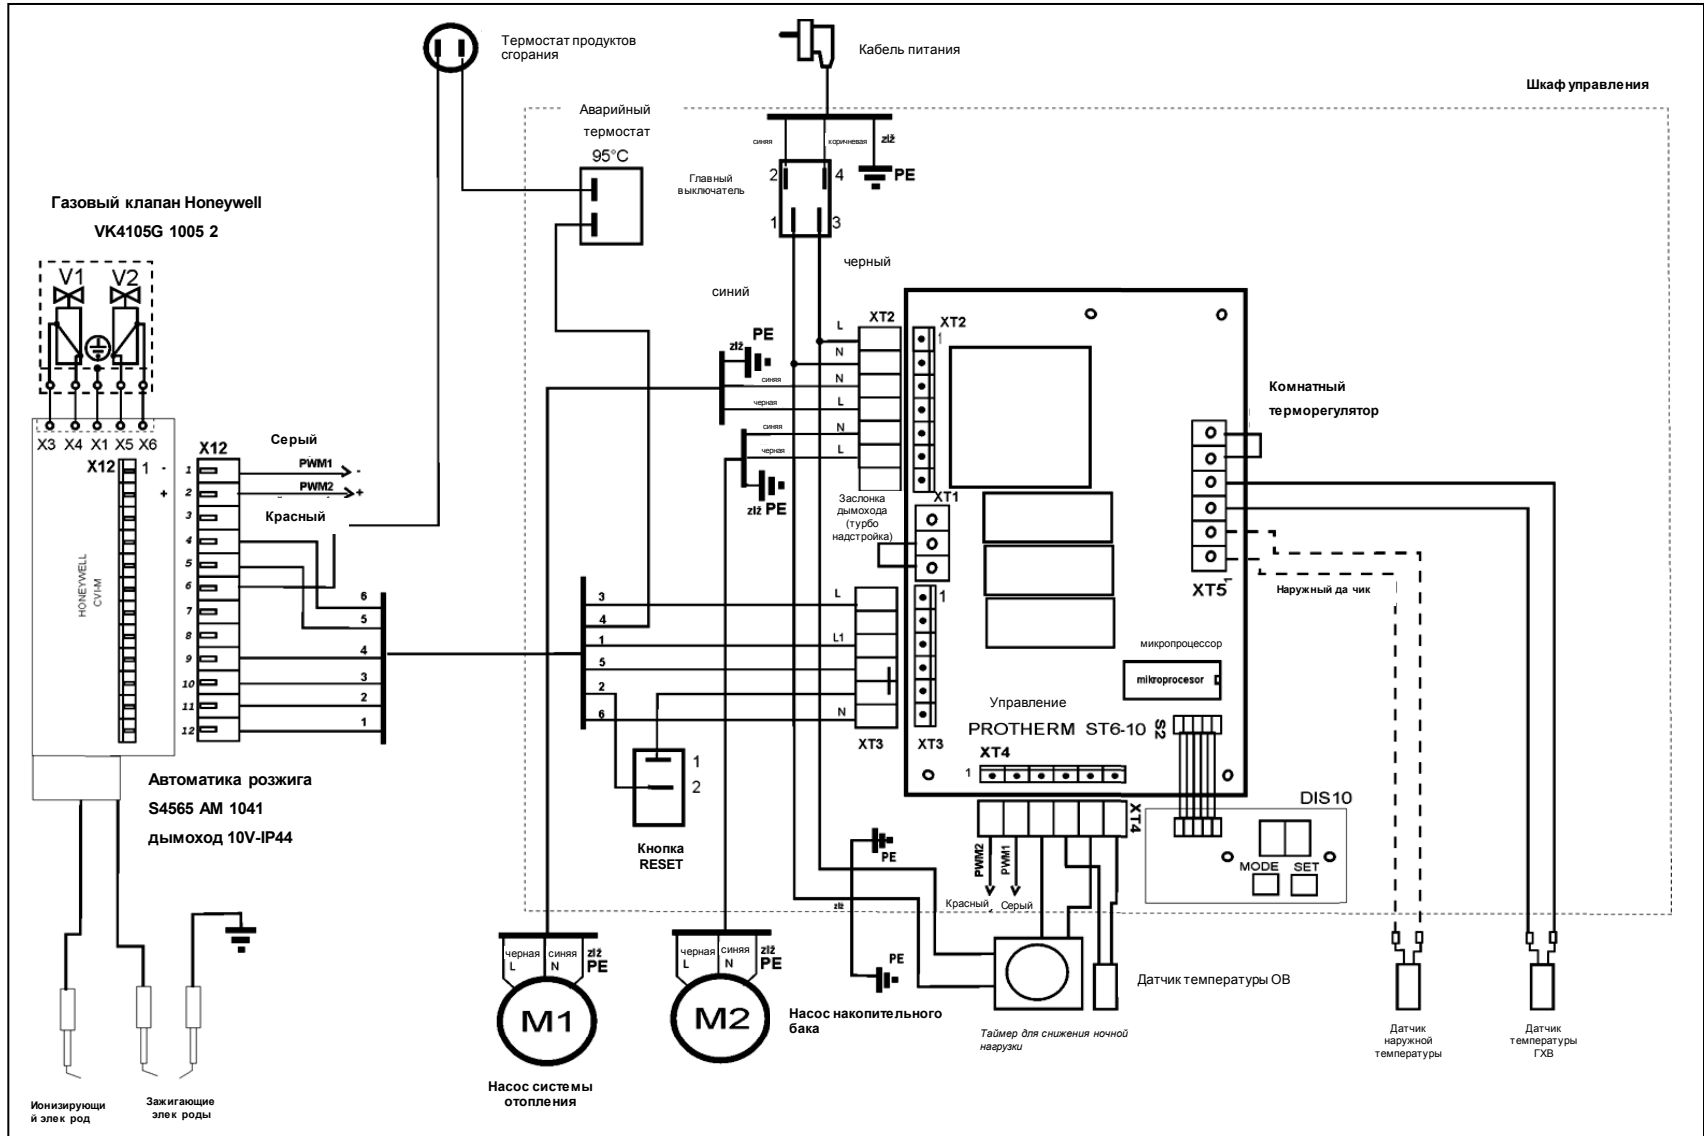 Термостат продуктов
сгорания
Кабель питания
Шкаф управления
Аварийный
термостат
95°C
синяя
коричневая
zlž
PE
Главный
выключатель
2
4
1
3
черный
синий
Газовый клапан Honeywell
VK4105G 1005 2
V1
V2
X3 X4 X1 X5 X6
X12
1
-
+
HONEYWELL
CVI-M
X12
1
2
3
4
5
6
7
8
9
10
11
12
Серый
PWM1
-
PWM2
+
Красный
6
5
4
3
2
1
Автоматика розжига
S4565 AM 1041
дымоход 10V-IP44
Ионизирующи
й элек род
Зажигающие
элек роды
3
4
1
5
2
6
1
2
Кнопка
RESET
zlž
PE
синяя
черная
синяя
черная
zlž PE
XT2
L
N
N
L
N
L
XT2
1
Заслонка
дымохода
(турбо
надстройка)
XT1
L
L1
N
XT3
1
XT3
Комнатный
терморегулятор
XT5
1
Наружный да чик
микропроцессор
mikroprocesor
Управление
PROTHERM ST6-10
S2
XT4
1
XT4
DIS10
MODE SET
PWM2
PWM1
Красный
Серый
PE
zlž
PE
черная
L
синяя
N
zlž
PE
M1
Насос системы
отопления
черная
L
синяя
N
zlž
PE
M2
Насос накопительного
бака
Таймер для снижения ночной
нагрузки
Датчик температуры ОВ
Датчик
наружной
температуры
Датчик
температуры
ГХВ